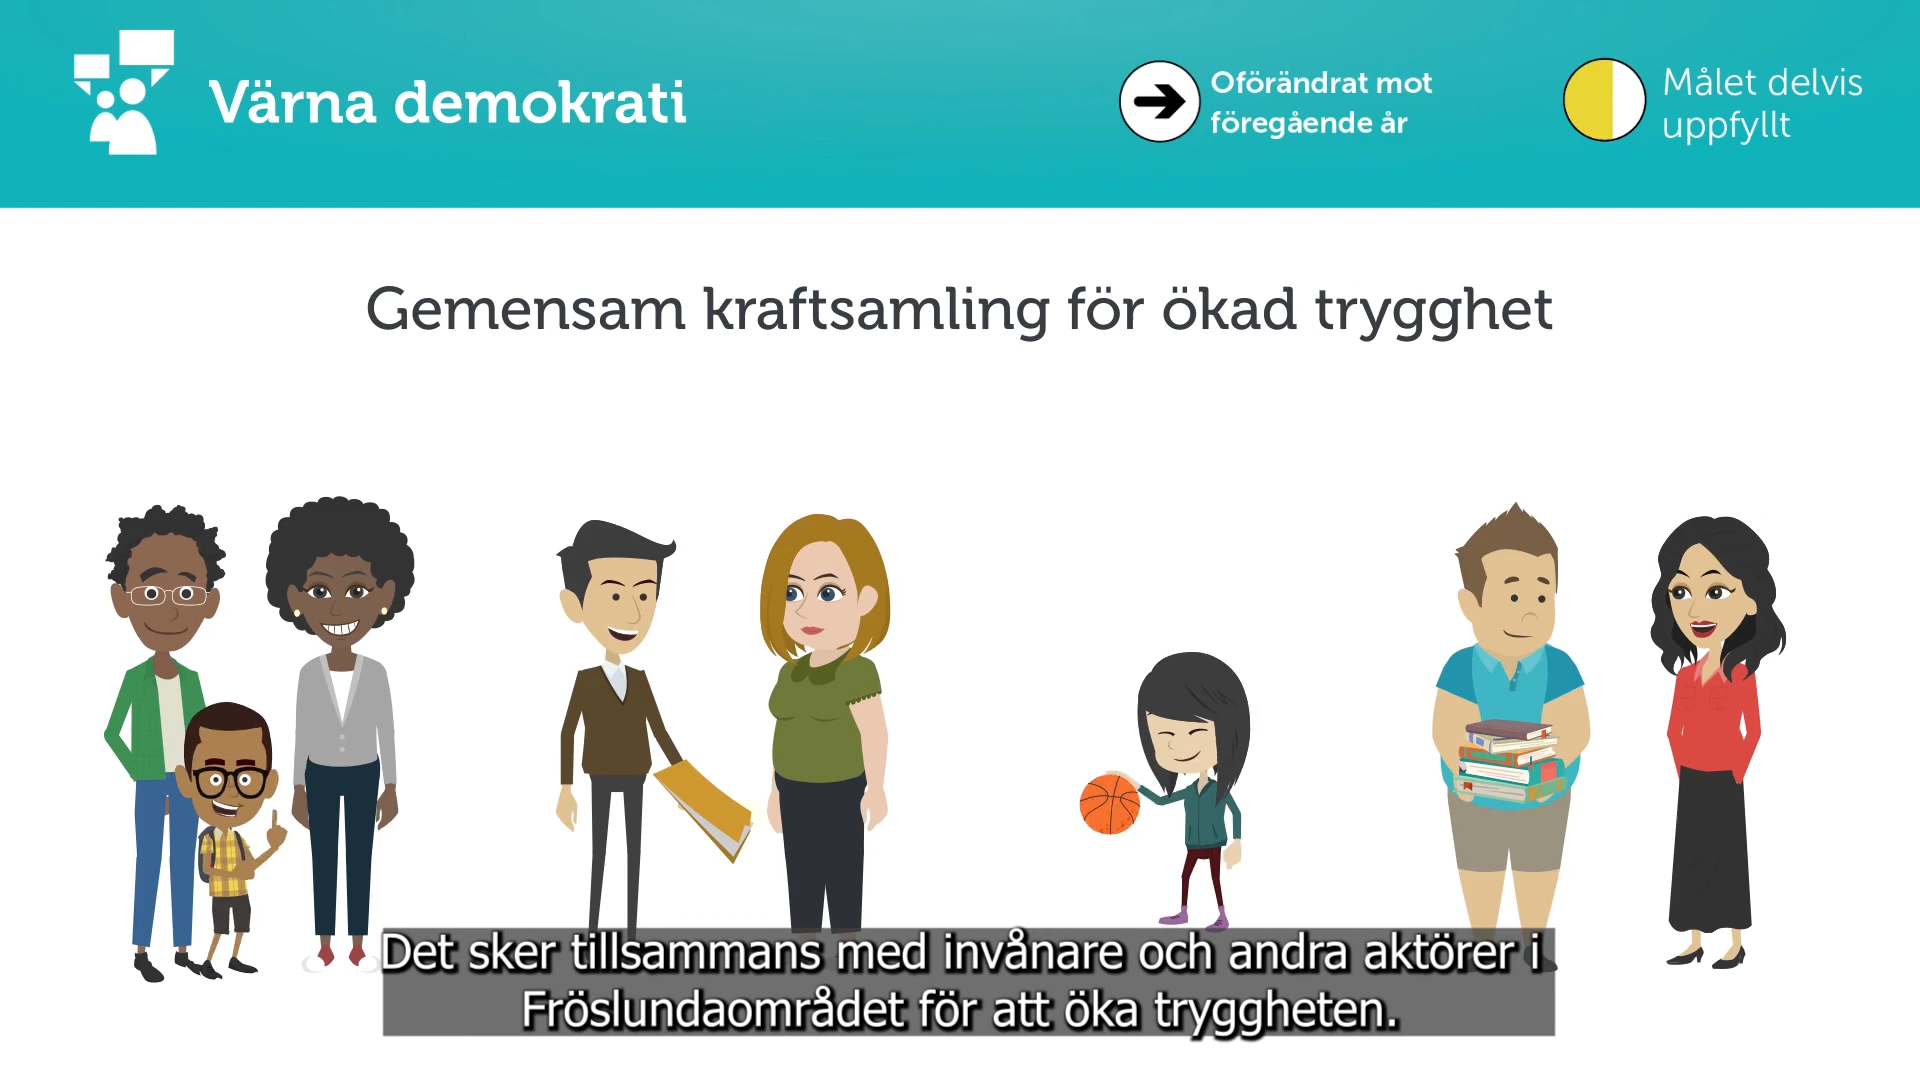 Värna demokrati
Oförändrat mot
föregående år
Målet delvis
uppfyllt
Gemensam kraftsamling för ökad trygghet
Det sker tillsammans med invånare och andra aktörer i
Fröslundaområdet för att öka tryggheten.